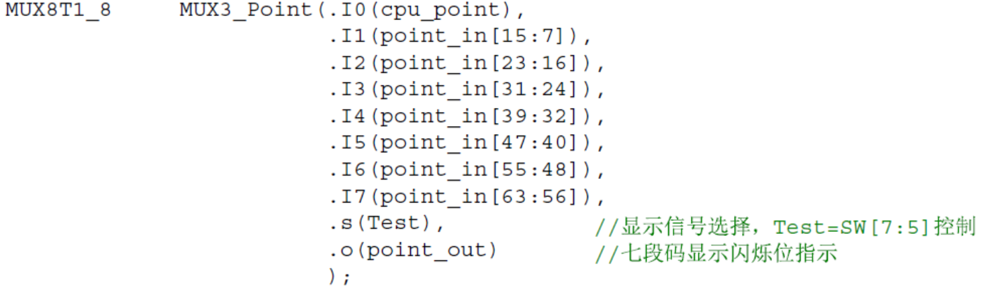 MUX8T1_8 MUX3_Point(.I0(cpu_point),
.I1(point_in[15:7]),
.I2(point_in[23:16]),
.I3(point_in[31:24]),
.I4(point_in[39:32]),
.I5(point_in[47:40]),
.I6(point_in[55:48]),
.I7(point_in[63:56]),
.s(Test), //显示信号选择，Test=SW[7:5]控制
.o(point_out) //七段码显示闪烁位指示
);